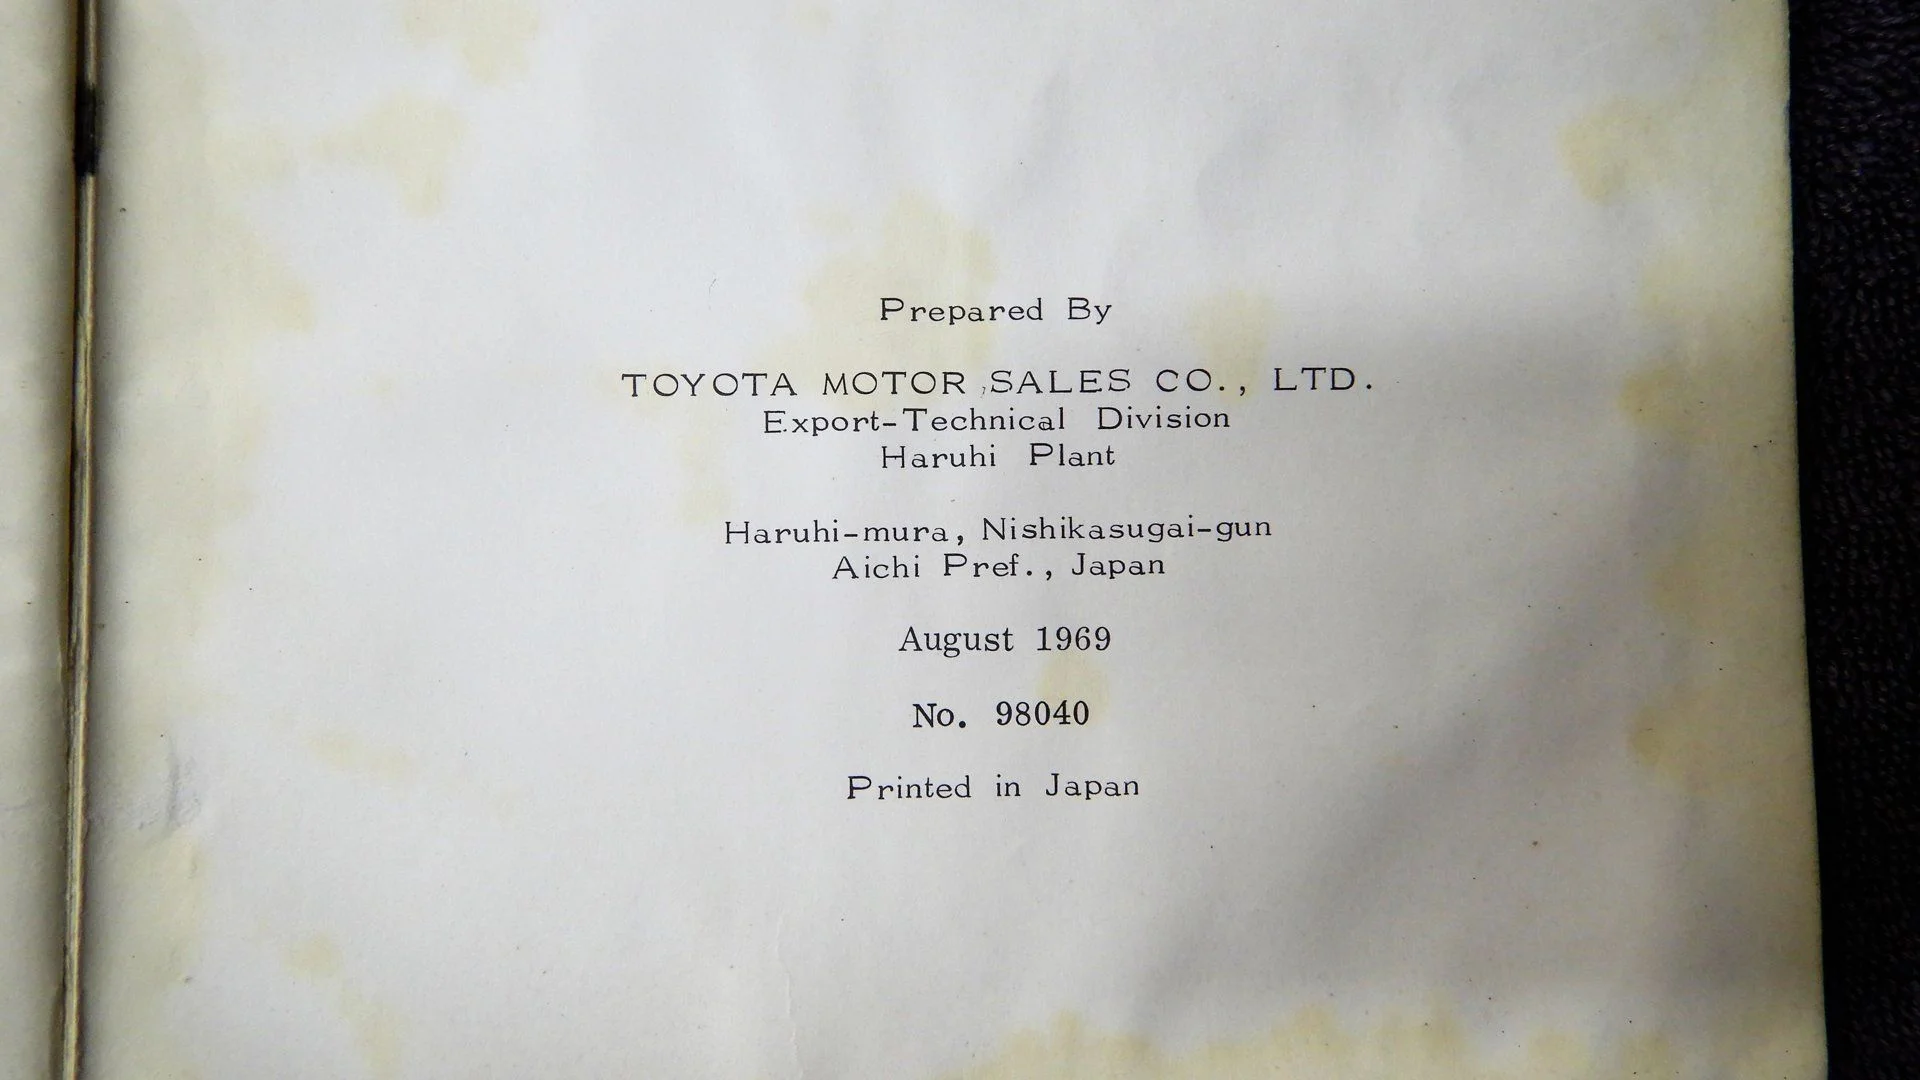 Prepared By
TOYOTA MOTOR SALES CO., LTD.
Export-Technical Division
Haruhi Plant
Haruhi-mura, Nishikasugai-gun
Aichi Pref., Japan
August 1969
No. 98040
Printed in Japan